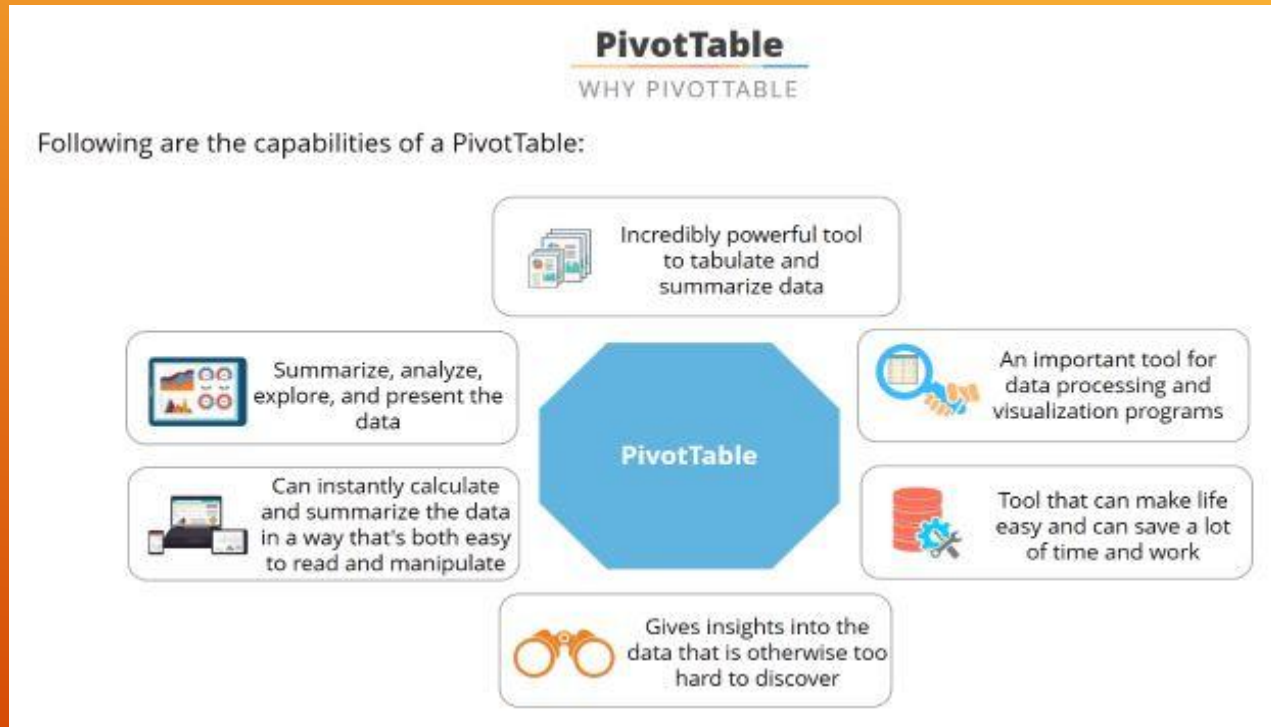 PivotTable
WHY PIVOTTABLE
Following are the capabilities of a PivotTable:
Incredibly powerful tool
to tabulate and
summarize data
Summarize, analyze,
explore, and present the
data
An important tool for
data processing and
visualization programs
PivotTable
Can instantly calculate
and summarize the data
in a way that's both easy
to read and manipulate
Tool that can make life
easy and can save a lot
of time and work
Gives insights into the
data that is otherwise too
hard to discover